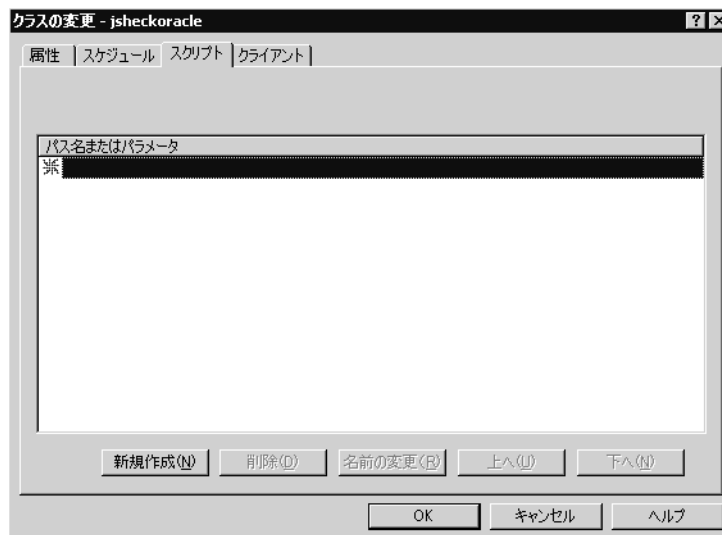 クラスの変更 - jsheckoracle
属性 スケジュール スクリプト クライアント
パス名またはパラメータ
新規作成(N) 削除(D) 名前の変更(R) 上へ(U) 下へ(N)
OK キャンセル ヘルプ